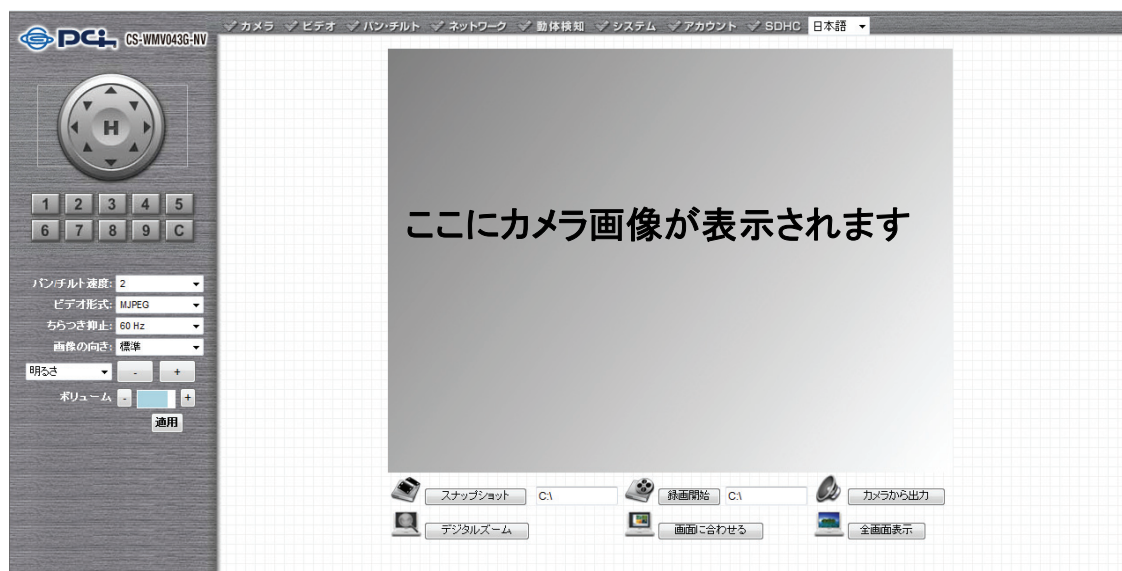 PCi CS-WMV043G-NV
カメラ ビデオ パン・チルト ネットワーク 動体検知 システム アカウント SDHC 日本語
H
1 2 3 4 5
6 7 8 9 C
パン/チルト速度: 2
ビデオ形式: MJPEG
ちらつき抑止: 60 Hz
画像の向き: 標準
明るさ - +
ボリューム - +
適用
ここにカメラ画像が表示されます
スナップショット C:\ 録画開始 C:\ カメラから出力
デジタルズーム 画面に合わせる 全画面表示